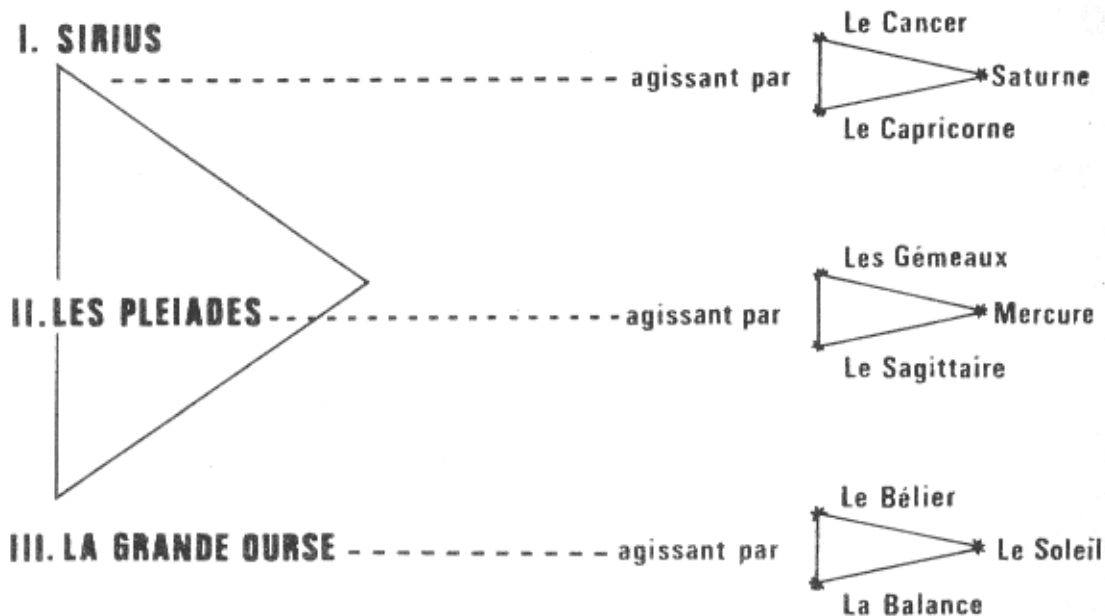 I. SIRIUS
agissant par
Le Cancer
Saturne
Le Capricorne
II. LES PLEIADES
agissant par
Les Gémeaux
Mercure
Le Sagittaire
III. LA GRANDE OURSE
agissant par
Le Bélier
Le Soleil
La Balance